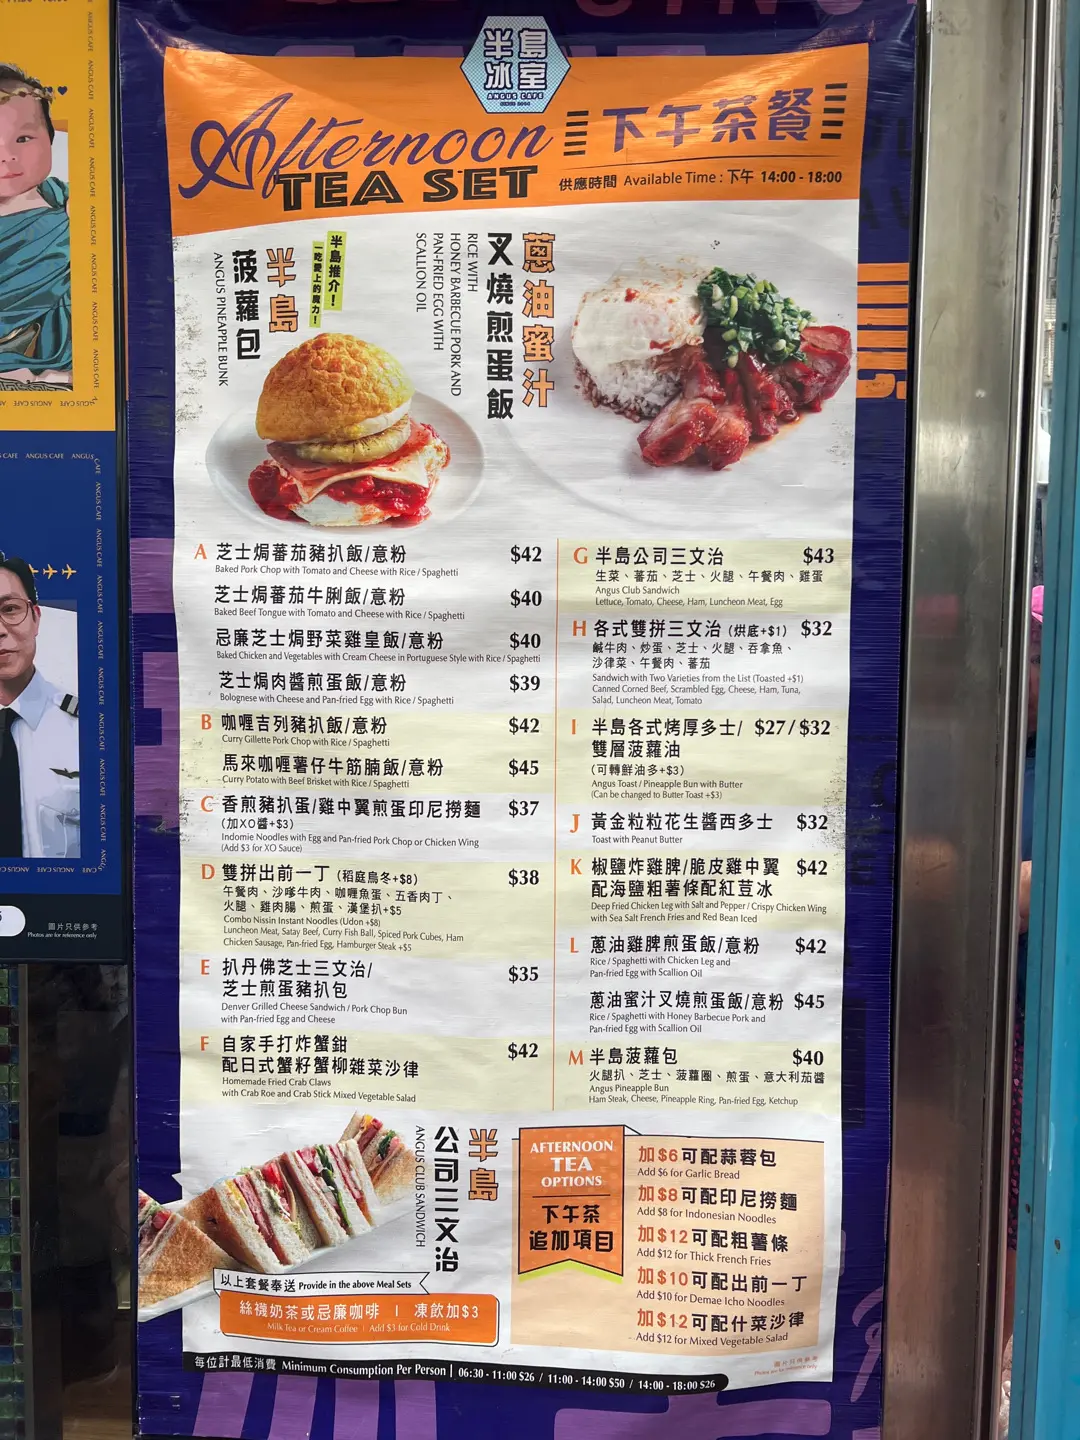 半島
冰室
ANGUS CAFE
Afternoon
TEA SET
下午茶餐
供應時間 Available Time : 下午 14:00 - 18:00
半島推介！
一吃愛上的魔力！
半島
菠蘿包
ANGUS PINEAPPLE BUNK
蔥油蜜汁
叉燒煎蛋飯
RICE WITH
HONEY BARBECUE PORK AND
PAN-FRIED EGG WITH
SCALLION OIL
A 芝士焗蕃茄豬扒飯/意粉 $42
Baked Pork Chop with Tomato and Cheese with Rice / Spaghetti
芝士焗蕃茄牛脷飯/意粉 $40
Baked Beef Tongue with Tomato and Cheese with Rice / Spaghetti
忌廉芝士焗野菜雞皇飯/意粉 $40
Baked Chicken and Vegetables with Cream Cheese in Portuguese Style with Rice / Spaghetti
芝士焗肉醬煎蛋飯/意粉 $39
Bolognese with Cheese and Pan-fried Egg with Rice / Spaghetti
B 咖喱吉列豬扒飯/意粉 $42
Curry Gillette Pork Chop with Rice / Spaghetti
馬來咖喱薯仔牛筋腩飯/意粉 $45
Curry Potato with Beef Brisket with Rice / Spaghetti
C 香煎豬扒蛋/雞中翼煎蛋印尼撈麵 $37
(加XO醬+$3)
Indomie Noodles with Egg and Pan-fried Pork Chop or Chicken Wing
(Add $3 for XO Sauce)
D 雙拼出前一丁 (稻庭烏冬+$8) $38
午餐肉、沙嗲牛肉、咖喱魚蛋、五香肉丁、
火腿、雞肉腸、煎蛋、漢堡扒+$5
Combo Nissin Instant Noodles (Udon +$8)
Luncheon Meat, Satay Beef, Curry Fish Ball, Spiced Pork Cubes, Ham
Chicken Sausage, Pan-fried Egg, Hamburger Steak +$5
E 扒丹佛芝士三文治/
芝士煎蛋豬扒包 $35
Denver Grilled Cheese Sandwich / Pork Chop Bun
with Pan-fried Egg and Cheese
F 自家手打炸蟹鉗
配日式蟹籽蟹柳雜菜沙律 $42
Homemade Fried Crab Claws
with Crab Roe and Crab Stick Mixed Vegetable Salad
G 半島公司三文治 $43
生菜、蕃茄、芝士、火腿、午餐肉、雞蛋
Angus Club Sandwich
Lettuce, Tomato, Cheese, Ham, Luncheon Meat, Egg
H 各式雙拼三文治 (烘底+$1) $32
鹹牛肉、炒蛋、芝士、火腿、吞拿魚、
沙律菜、午餐肉、蕃茄
Sandwich with Two Varieties from the List (Toasted +$1)
Canned Corned Beef, Scrambled Egg, Cheese, Ham, Tuna,
Salad, Luncheon Meat, Tomato
I 半島各式烤厚多士/ $27 / $32
雙層菠蘿油
(可轉鮮油多+$3)
Angus Toast / Pineapple Bun with Butter
(Can be changed to Butter Toast +$3)
J 黃金粒粒花生醬西多士 $32
Toast with Peanut Butter
K 椒鹽炸雞脾/脆皮雞中翼 $42
配海鹽粗薯條配紅荳冰
Deep Fried Chicken Leg with Salt and Pepper / Crispy Chicken Wing
with Sea Salt French Fries and Red Bean Iced
L 蔥油雞脾煎蛋飯/意粉 $42
Rice / Spaghetti with Chicken Leg and
Pan-fried Egg with Scallion Oil
蔥油蜜汁叉燒煎蛋飯/意粉 $45
Rice / Spaghetti with Honey Barbecue Pork and
Pan-fried Egg with Scallion Oil
M 半島菠蘿包 $40
火腿扒、芝士、菠蘿圈、煎蛋、意大利茄醬
Angus Pineapple Bun
Ham Steak, Cheese, Pineapple Ring, Pan-fried Egg, Ketchup
半島
公司三文治
ANGUS CLUB SANDWICH
以上套餐奉送 Provide in the above Meal Sets
絲襪奶茶或忌廉咖啡 | 凍飲加$3
Milk Tea or Cream Coffee | Add $3 for Cold Drink
AFTERNOON
TEA
OPTIONS
下午茶
追加項目
加$6可配蒜蓉包
Add $6 for Garlic Bread
加$8可配印尼撈麵
Add $8 for Indonesian Noodles
加$12可配粗薯條
Add $12 for Thick French Fries
加$10可配出前一丁
Add $10 for Demae Icho Noodles
加$12可配什菜沙律
Add $12 for Mixed Vegetable Salad
圖片只供參考
Photos are for reference only
每位計最低消費 Minimum Consumption Per Person | 06:30 - 11:00 $26 / 11:00 - 14:00 $50 / 14:00 - 18:00 $26
ANGUS CAFE
圖片只供參考
Photos are for reference only